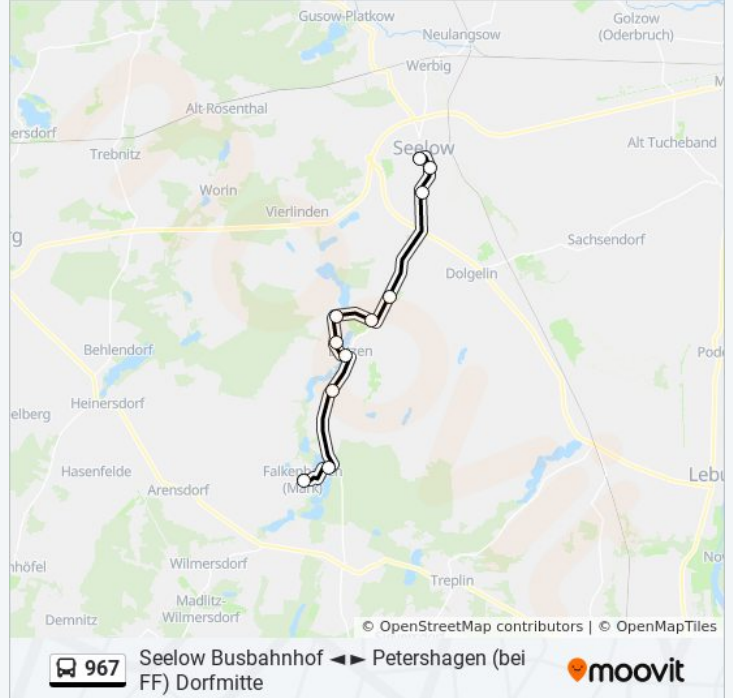 Gusow-Platkow
Golzow
(Oderbruch)
Neulangsow
Werbig
Alt Rosenthal
ersdorf
Trebnitz
Seelow
Alt Tucheband
Worin
Vierlinden
g
Sachsendorf
Dolgelin
Behlendorf
Pod
Heinersdorf
elberg
Hasenfelde
Arensdorf
(Mark)
Lebu
Wilmersdorf
nhöfel
Treplin
Madlitz-
Wilmersdorf
Demnitz
© OpenStreetMap contributors | © OpenMapTiles
967
Seelow Busbahnhof ◄ ► Petershagen (bei
FF) Dorfmitte
moovit